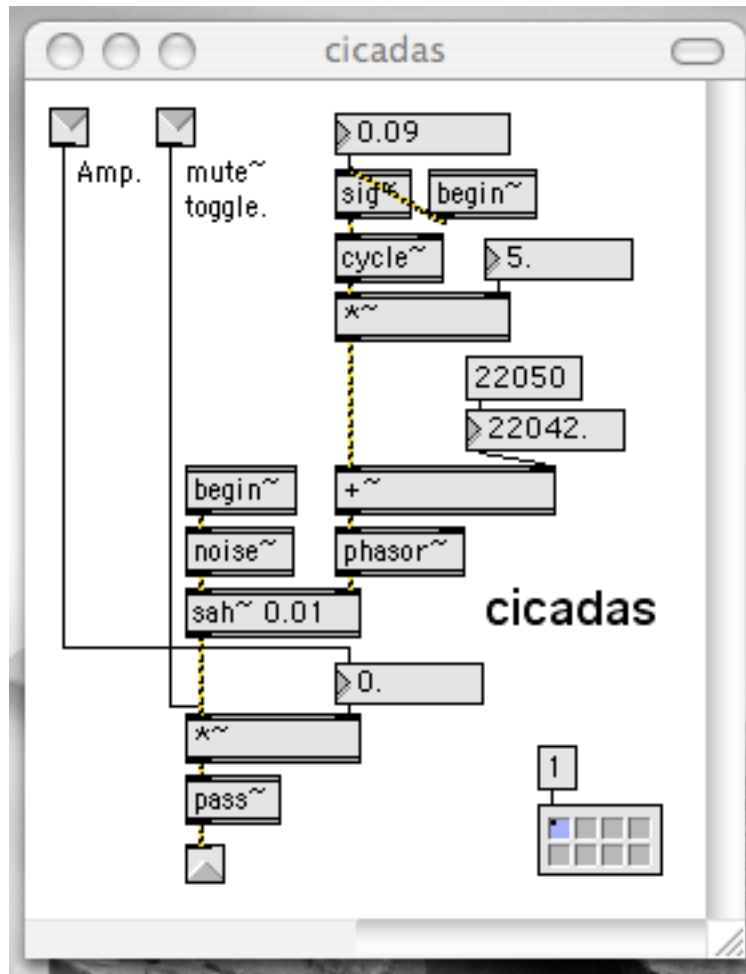 cicadas
0.09
Amp.
mute~
toggle.
sig~
begin~
cycle~
5.
*~
22050
22042.
begin~
+~
noise~
phasor~
sah~ 0.01
cicadas
0.
*~
1
pass~